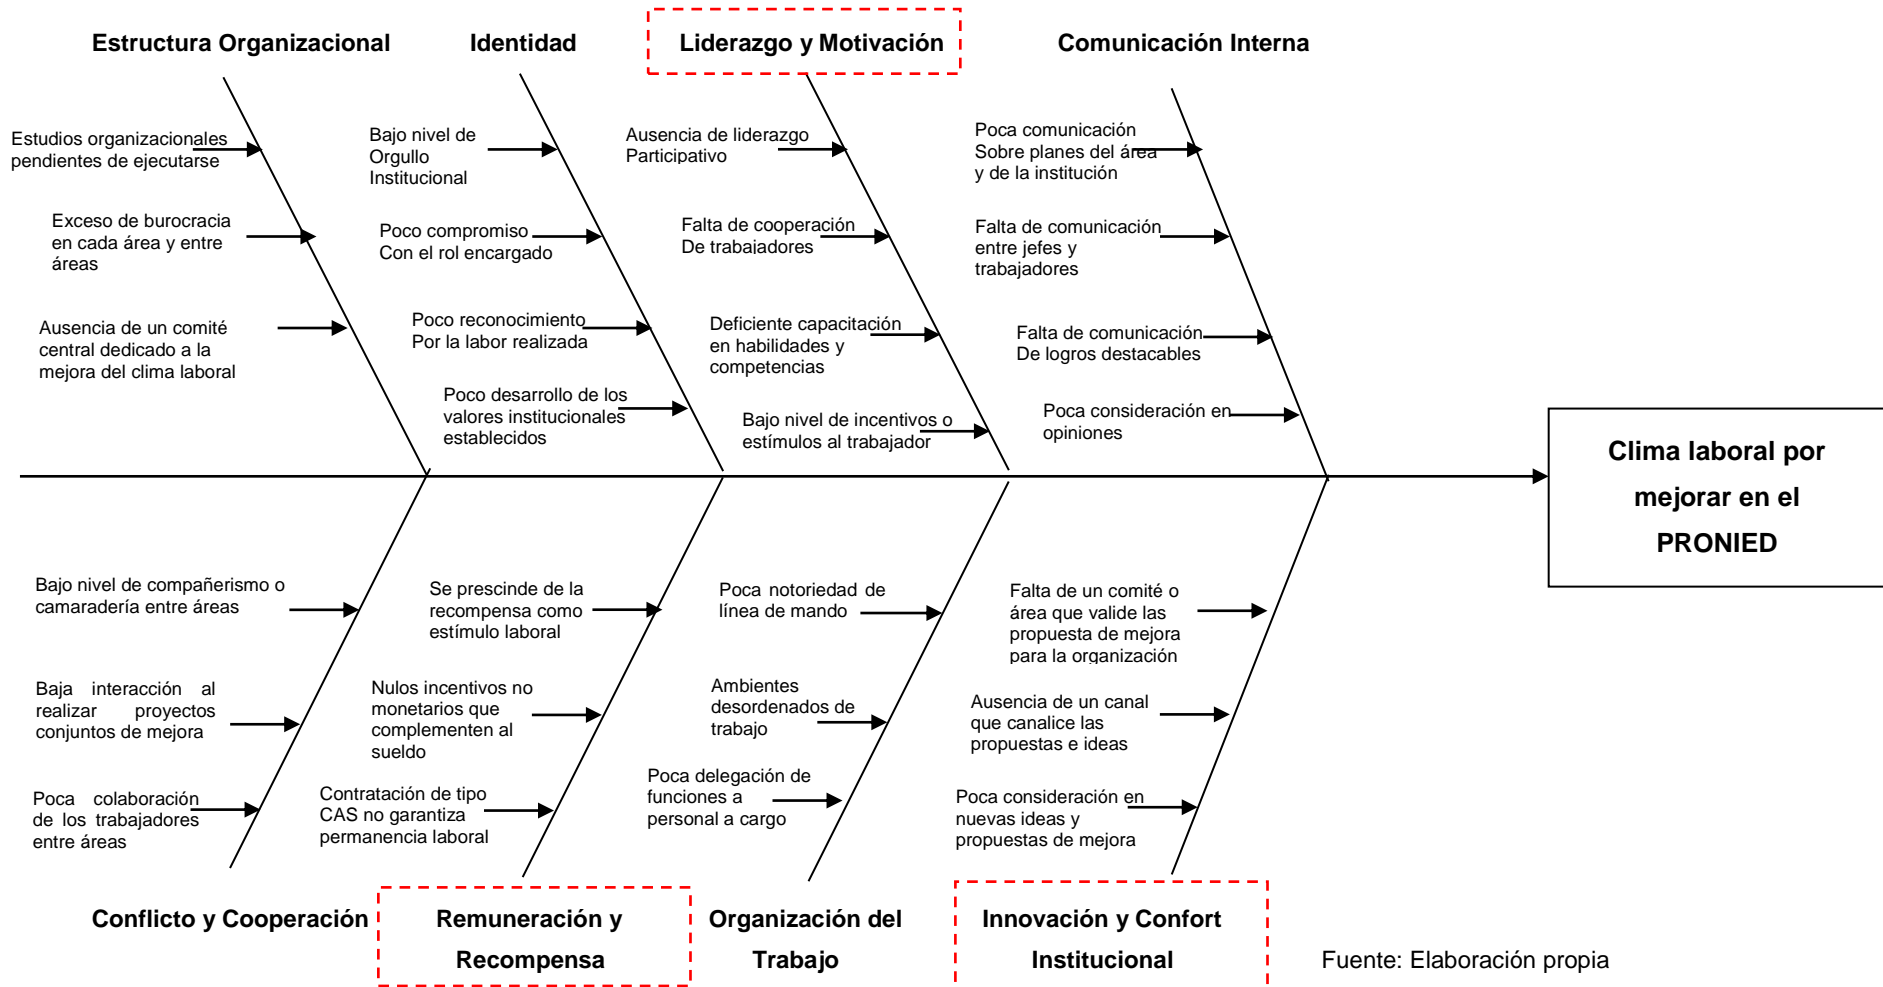 Estructura Organizacional
Identidad
Liderazgo y Motivación
Comunicación Interna
Estudios organizacionales
pendientes de ejecutarse
Exceso de burocracia
en cada área y entre
áreas
Ausencia de un comité
central dedicado a la
mejora del clima laboral
Bajo nivel de
Orgullo
Institucional
Poco compromiso
Con el rol encargado
Poco reconocimiento
Por la labor realizada
Poco desarrollo de los
valores institucionales
establecidos
Ausencia de liderazgo
Participativo
Falta de cooperación
De trabajadores
Deficiente capacitación
en habilidades y
competencias
Bajo nivel de incentivos o
estímulos al trabajador
Poca comunicación
Sobre planes del área
y de la institución
Falta de comunicación
entre jefes y
trabajadores
Falta de comunicación
De logros destacables
Poca consideración en
opiniones
Clima laboral por
mejorar en el
PRONIED
Bajo nivel de compañerismo o
camaradería entre áreas
Baja interacción al
realizar proyectos
conjuntos de mejora
Poca colaboración
de los trabajadores
entre áreas
Se prescinde de la
recompensa como
estímulo laboral
Nulos incentivos no
monetarios que
complementen al
sueldo
Contratación de tipo
CAS no garantiza
permanencia laboral
Poca notoriedad de
línea de mando
Ambientes
desordenados de
trabajo
Poca delegación de
funciones a
personal a cargo
Falta de un comité o
área que valide las
propuesta de mejora
para la organización
Ausencia de un canal
que canalice las
propuestas e ideas
Poca consideración en
nuevas ideas y
propuestas de mejora
Conflicto y Cooperación
Remuneración y
Recompensa
Organización del
Trabajo
Innovación y Confort
Institucional
Fuente: Elaboración propia